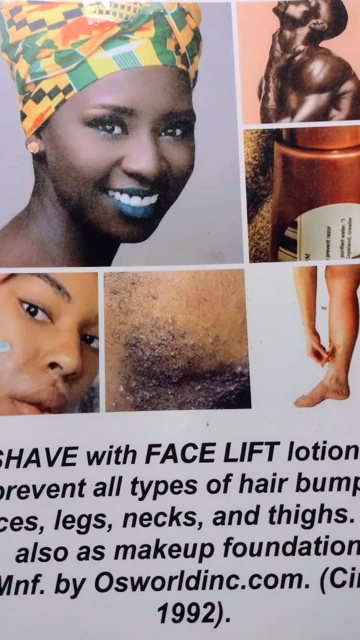 SHAVE with FACE LIFT lotion
prevent all types of hair bump
ces, legs, necks, and thighs.
also as makeup foundation
Mnf. by Osworldinc.com. (Cir
1992).